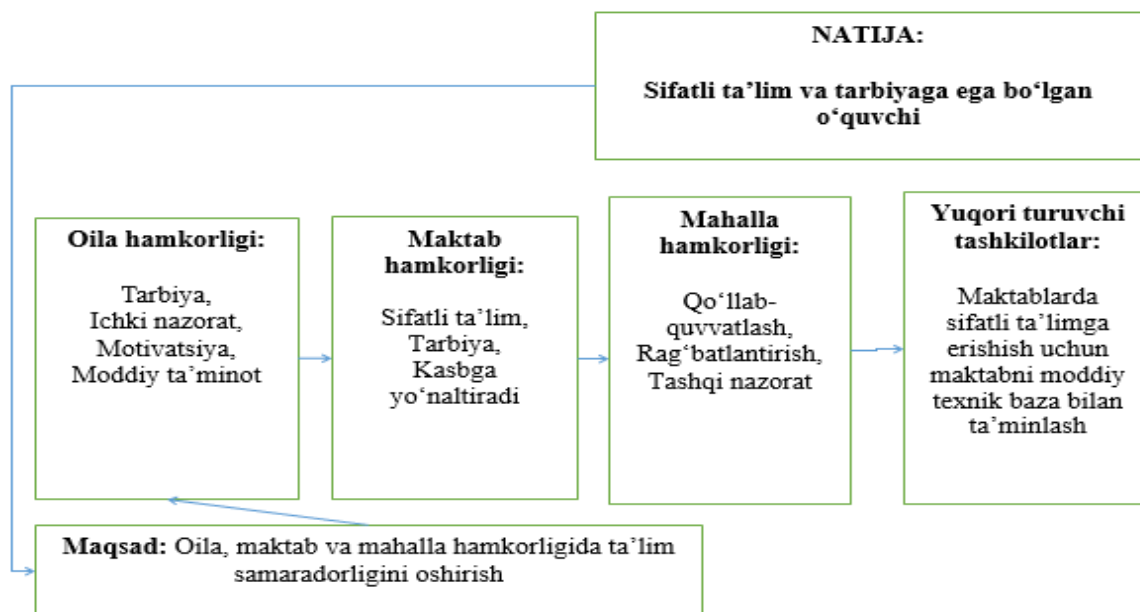 NATIJA:
Sifatli ta’lim va tarbiyaga ega bo‘lgan
o‘quvchi
Oila hamkorligi:
Tarbiya,
Ichki nazorat,
Motivatsiya,
Moddiy ta’minot
Maktab
hamkorligi:
Sifatli ta’lim,
Tarbiya,
Kasbga
yo‘naltiradi
Mahalla
hamkorligi:
Qo‘llab-
quvvatlash,
Rag‘batlantirish,
Tashqi nazorat
Yuqori turuvchi
tashkilotlar:
Maktablarda
sifatli ta’limga
erishish uchun
maktabni moddiy
texnik baza bilan
ta’minlash
Maqsad: Oila, maktab va mahalla hamkorligida ta’lim
samaradorligini oshirish